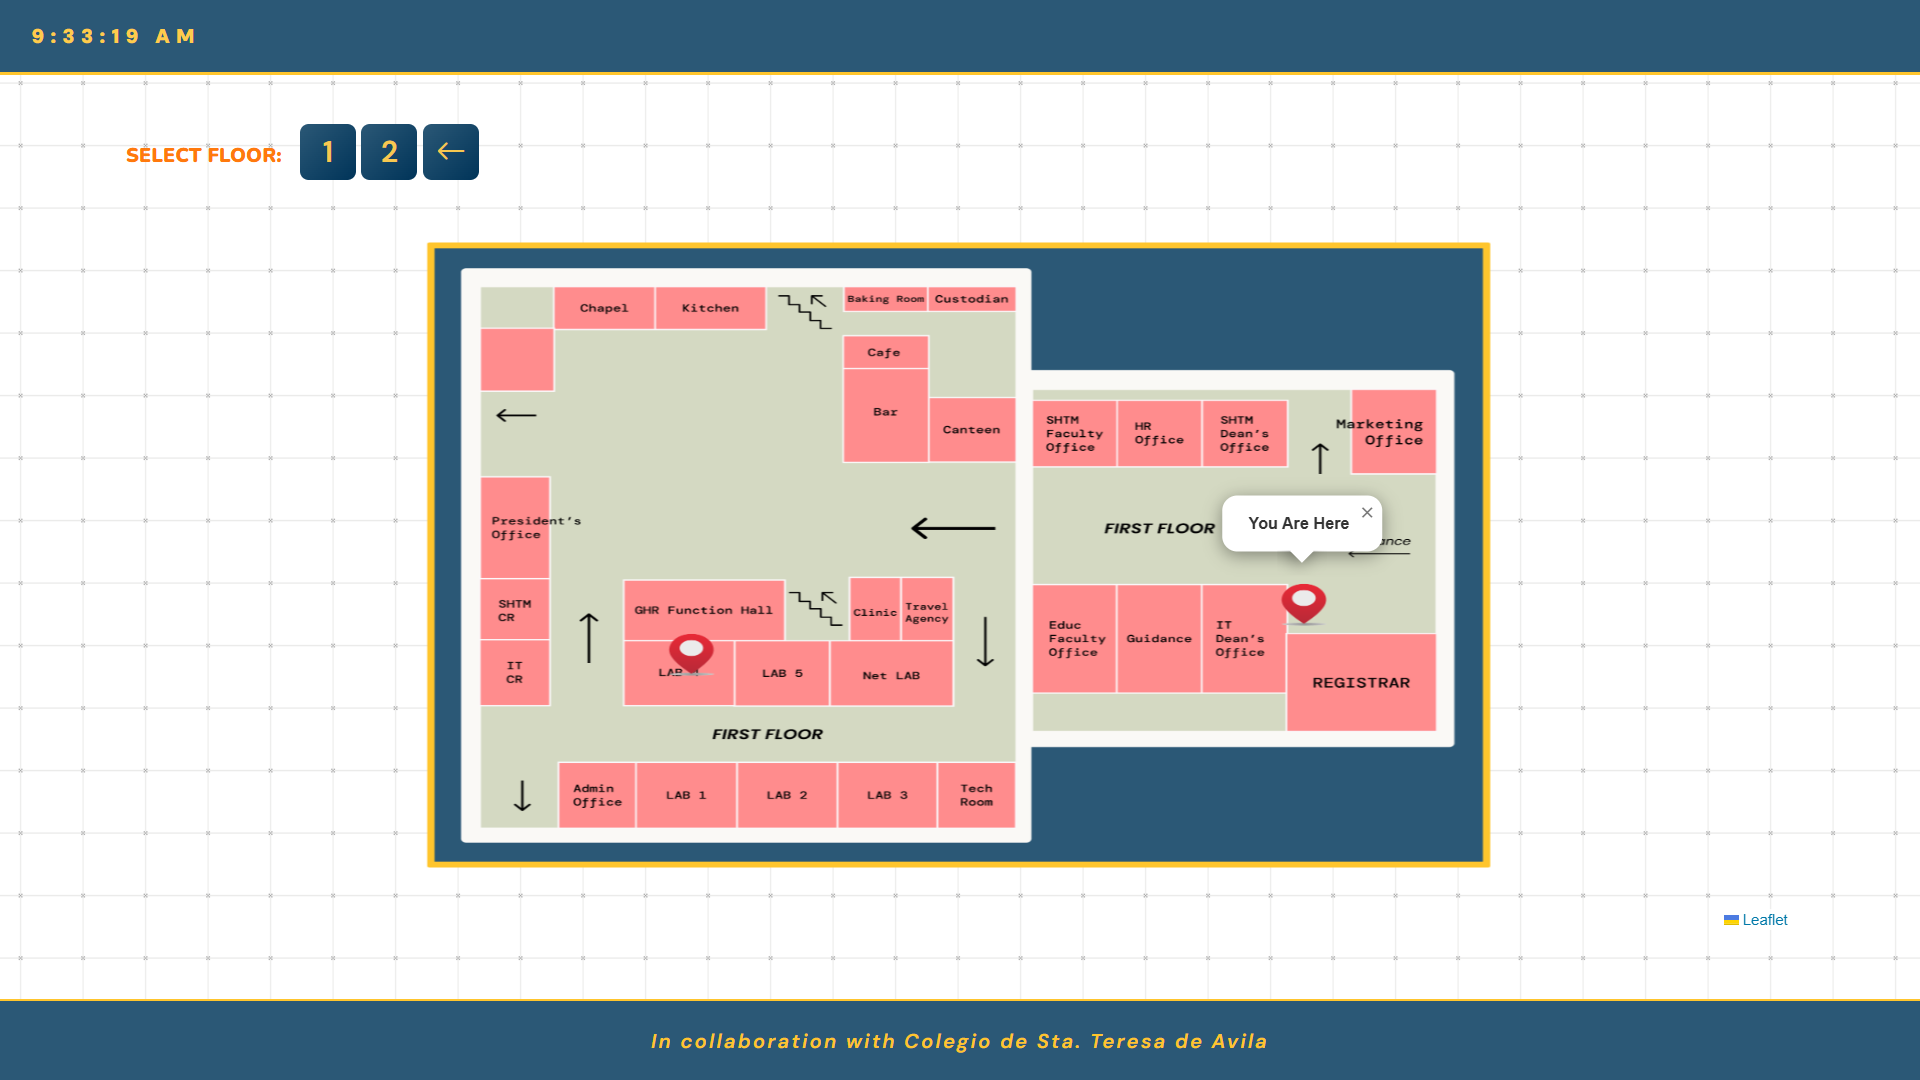 9:33:19 AM
SELECT FLOOR:
1
2
Chapel
Kitchen
Baking Room
Custodian
Cafe
Bar
Canteen
SHTM
Faculty
Office
HR
Office
SHTM
Dean's
Office
Marketing
Office
President's
Office
FIRST FLOOR
You Are Here
×
SHTM
CR
GHR Function Hall
Clinic
Travel
Agency
IT
CR
LAB
LAB 5
Net LAB
Educ
Faculty
Office
Guidance
IT
Dean's
Office
REGISTRAR
FIRST FLOOR
Admin
Office
LAB 1
LAB 2
LAB 3
Tech
Room
Leaflet
In collaboration with Colegio de Sta. Teresa de Avila